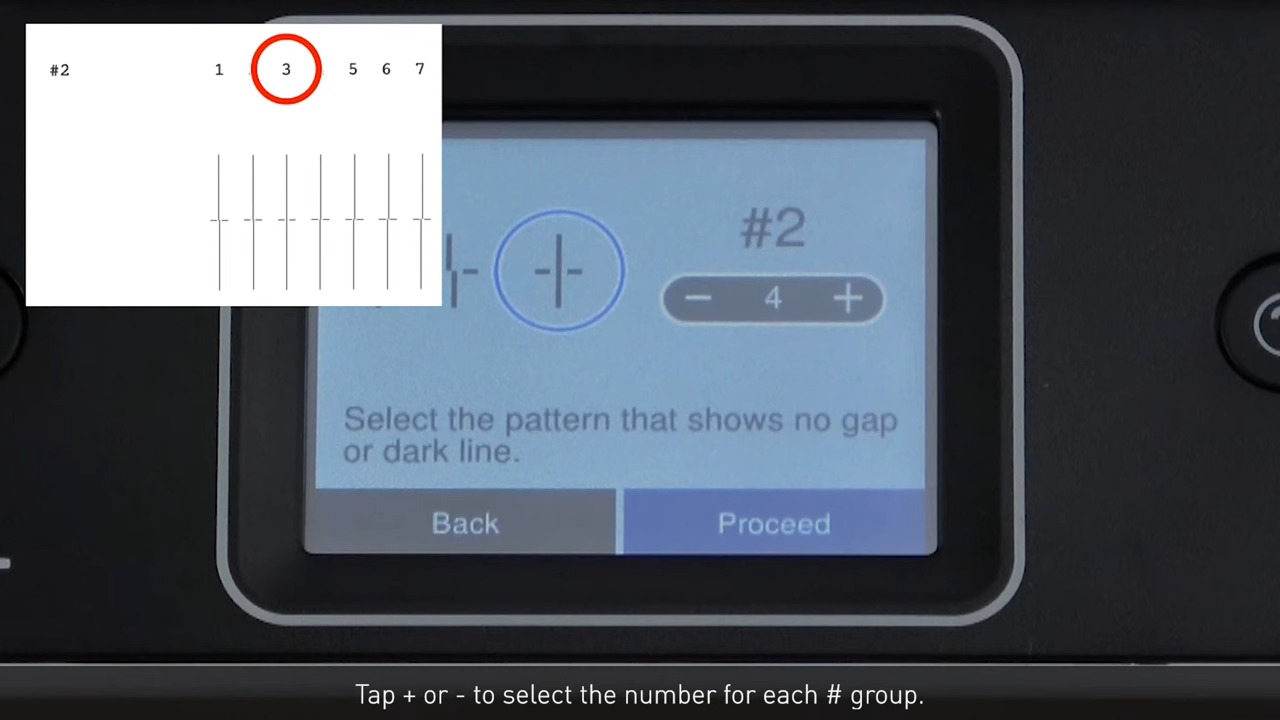 #2 1 3 5 6 7
#2
− 4 +
Select the pattern that shows no gap
or dark line.
Back Proceed
Tap + or - to select the number for each # group.